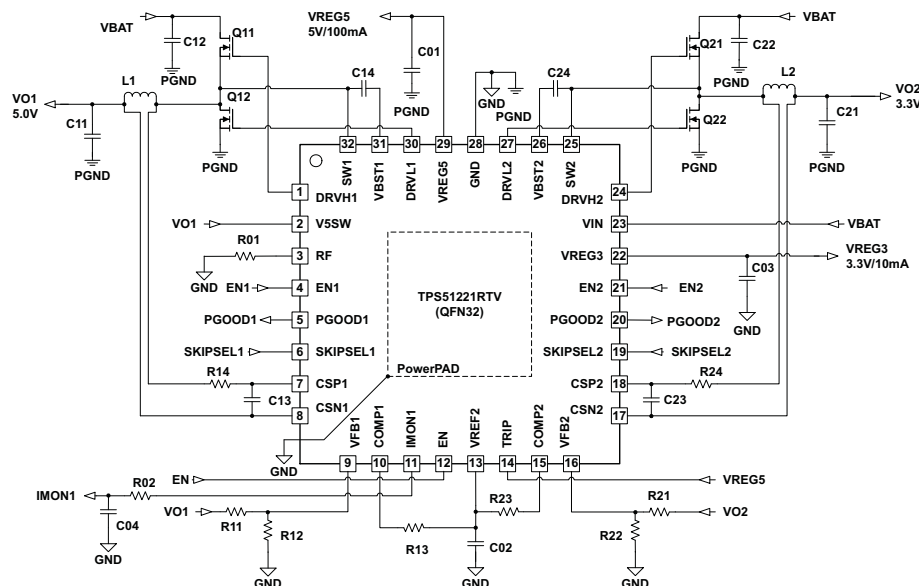 VBAT
Q11
C12
PGND
VREG5
5V/100mA
C01
PGND
GND
PGND
VBAT
Q21
C22
PGND
L1
VO1
5.0V
C11
PGND
Q12
PGND
C14
C24
Q22
PGND
L2
VO2
3.3V
C21
PGND
32 31 30 29 28 27 26 25
SW1
VBST1
DRVL1
VREG5
GND
DRVL2
VBST2
SW2
1 DRVH1
VO1 2 V5SW
R01 3 RF
GND
EN1 4 EN1
PGOOD1 5 PGOOD1
SKIPSEL1 6 SKIPSEL1
R14 7 CSP1
C13
8 CSN1
GND
TPS51221RTV
(QFN32)
PowerPAD
DRVH2 24
VIN 23 VBAT
VREG3 22 VREG3
3.3V/10mA
C03
GND
EN2 21 EN2
PGOOD2 20 PGOOD2
SKIPSEL2 19 SKIPSEL2
CSP2 18 R24
C23
CSN2 17
VFB1
COMP1
IMON1
EN
VREF2
TRIP
COMP2
VFB2
9 10 11 12 13 14 15 16
EN
VREG5
IMON1
R02
C04
GND
VO1
R11
R12
GND
R13
R23
C02
GND
R21
VO2
R22
GND